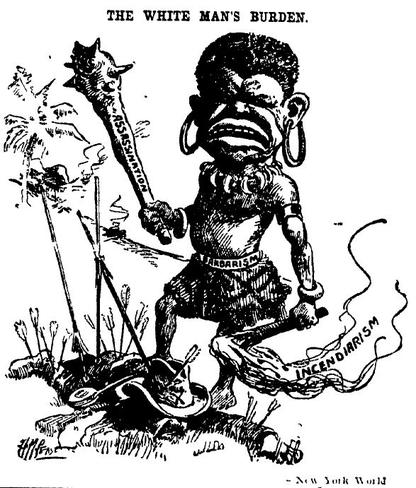 THE WHITE MAN'S BURDEN.
ASSASSINATION
BARBARISM
INCENDIARISM
- New York World